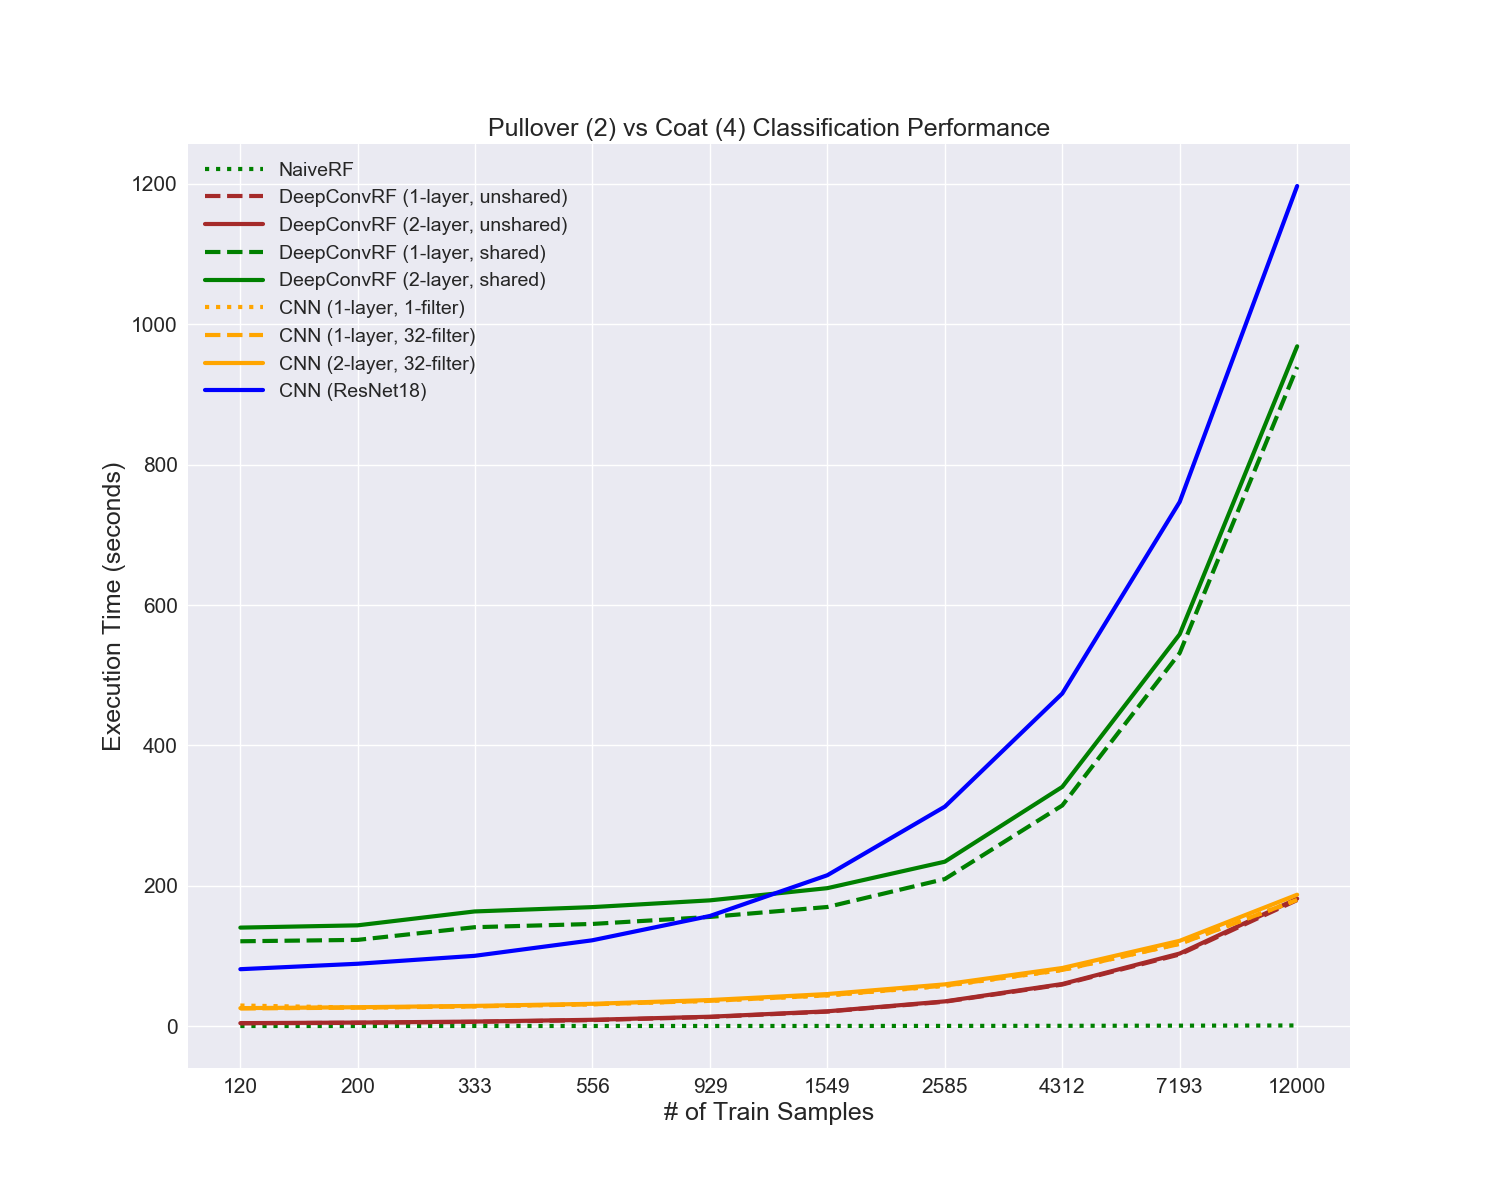 Pullover (2) vs Coat (4) Classification Performance
NaiveRF
DeepConvRF (1-layer, unshared)
DeepConvRF (2-layer, unshared)
DeepConvRF (1-layer, shared)
DeepConvRF (2-layer, shared)
CNN (1-layer, 1-filter)
CNN (1-layer, 32-filter)
CNN (2-layer, 32-filter)
CNN (ResNet18)
Execution Time (seconds)
1200
1000
800
600
400
200
0
120 200 333 556 929 1549 2585 4312 7193 12000
# of Train Samples